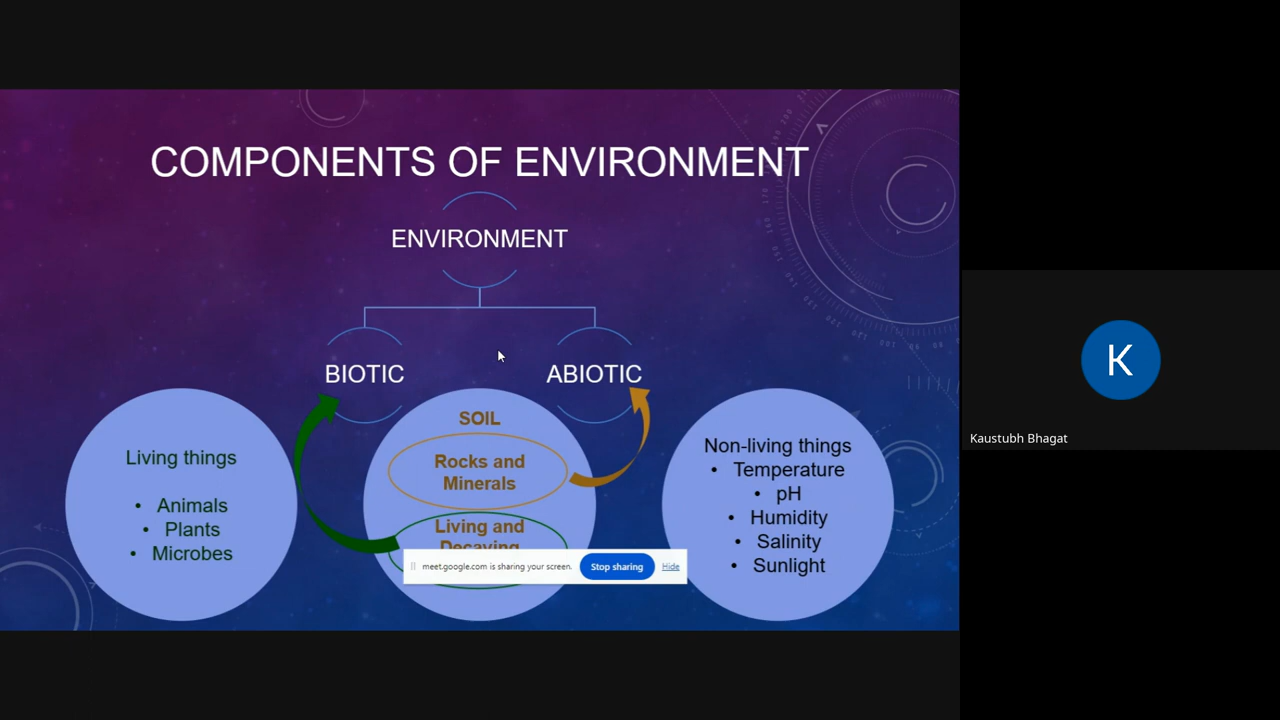 COMPONENTS OF ENVIRONMENT
ENVIRONMENT
BIOTIC
ABIOTIC
Living things
• Animals
• Plants
• Microbes
SOIL
Rocks and
Minerals
Living and
Decaying
Non-living things
• Temperature
• pH
• Humidity
• Salinity
• Sunlight
meet.google.com is sharing your screen. Stop sharing Hide
K
Kaustubh Bhagat